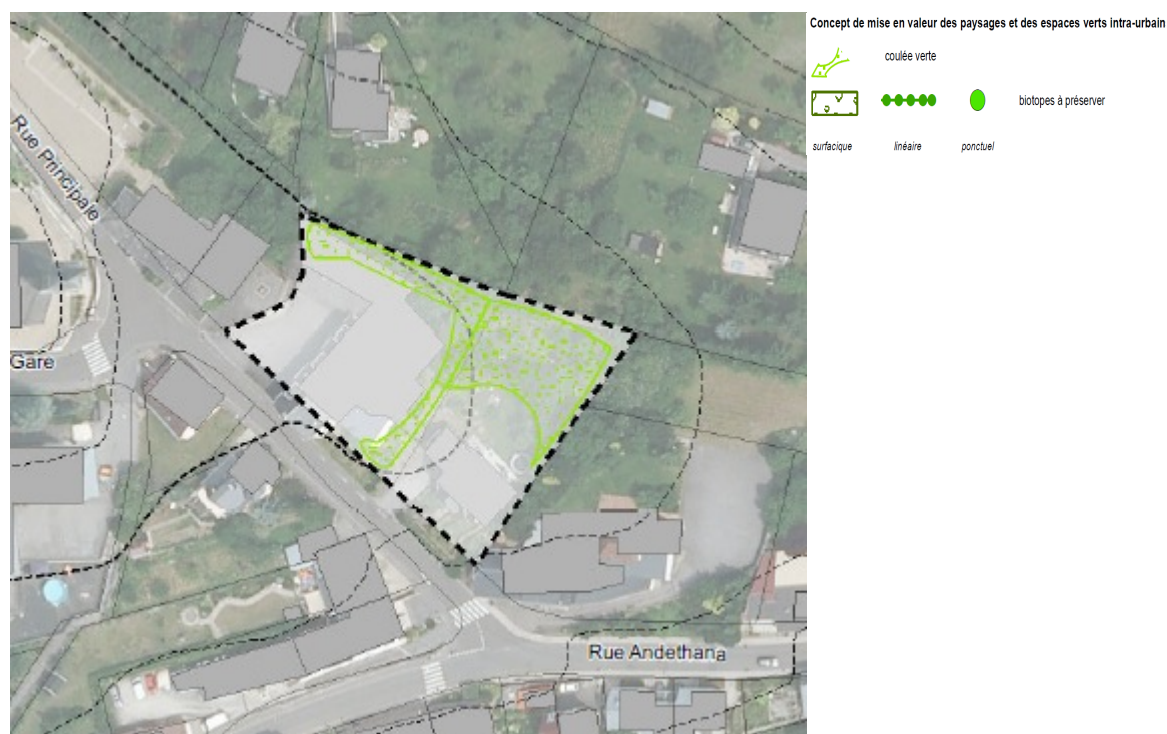 Concept de mise en valeur des paysages et des espaces verts intra-urbain
coulée verte
biotopes à préserver
surfacique linéaire ponctuel
Rue Principale
Gare
Rue Andethana